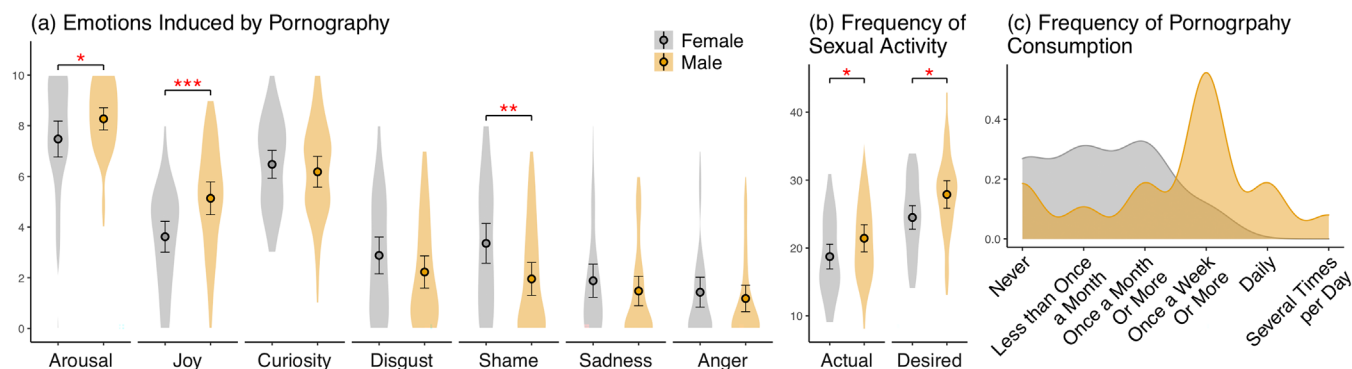 (a) Emotions Induced by Pornography
Female
Male
*
***
**
10
8
6
4
2
0
Arousal
Joy
Curiosity
Disgust
Shame
Sadness
Anger
(b) Frequency of
Sexual Activity
*
*
40
30
20
10
Actual
Desired
(c) Frequency of Pornogrpahy
Consumption
0.4
0.2
0.0
Never
Less than Once
a Month
Once a Month
Or More
Once a Week
Or More
Daily
Several Times
per Day